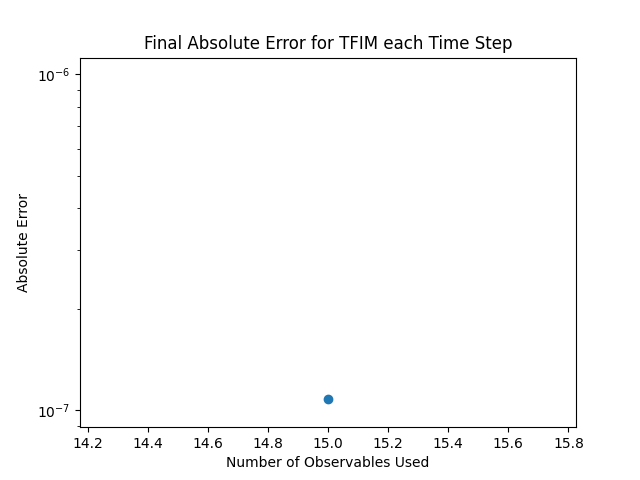 Final Absolute Error for TFIM each Time Step
10⁻⁶
Absolute Error
10⁻⁷
14.2 14.4 14.6 14.8 15.0 15.2 15.4 15.6 15.8
Number of Observables Used